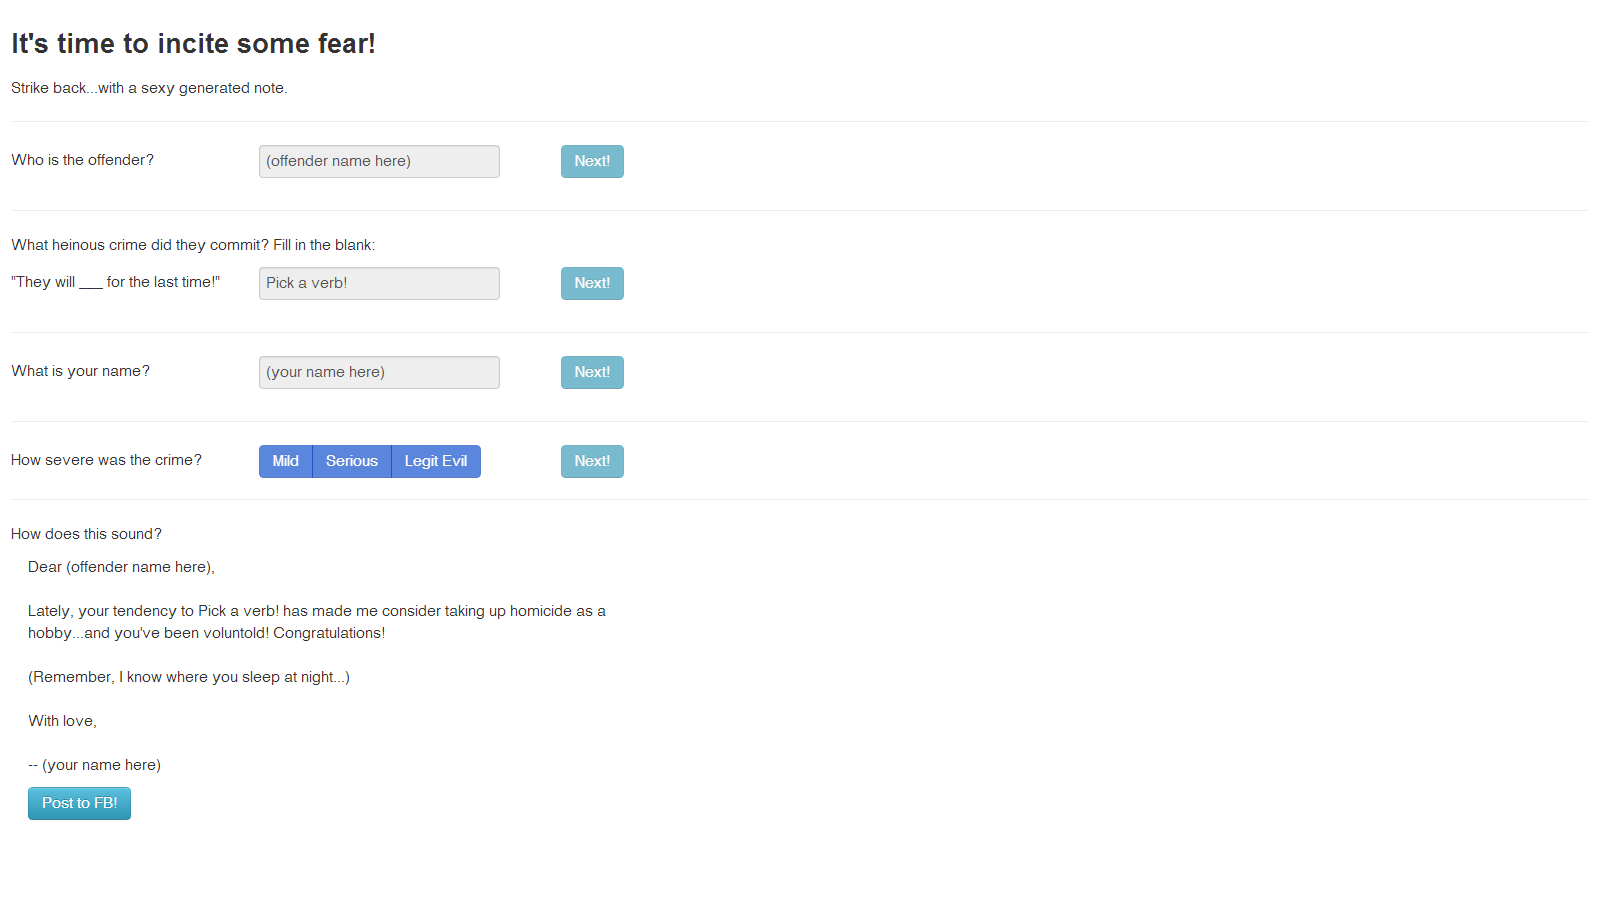 It's time to incite some fear!
Strike back...with a sexy generated note.
Who is the offender?
(offender name here)
Next!
What heinous crime did they commit? Fill in the blank:
"They will ___ for the last time!"
Pick a verb!
Next!
What is your name?
(your name here)
Next!
How severe was the crime?
Mild
Serious
Legit Evil
Next!
How does this sound?
Dear (offender name here),
Lately, your tendency to Pick a verb! has made me consider taking up homicide as a
hobby...and you've been voluntold! Congratulations!
(Remember, I know where you sleep at night...)
With love,
-- (your name here)
Post to FB!